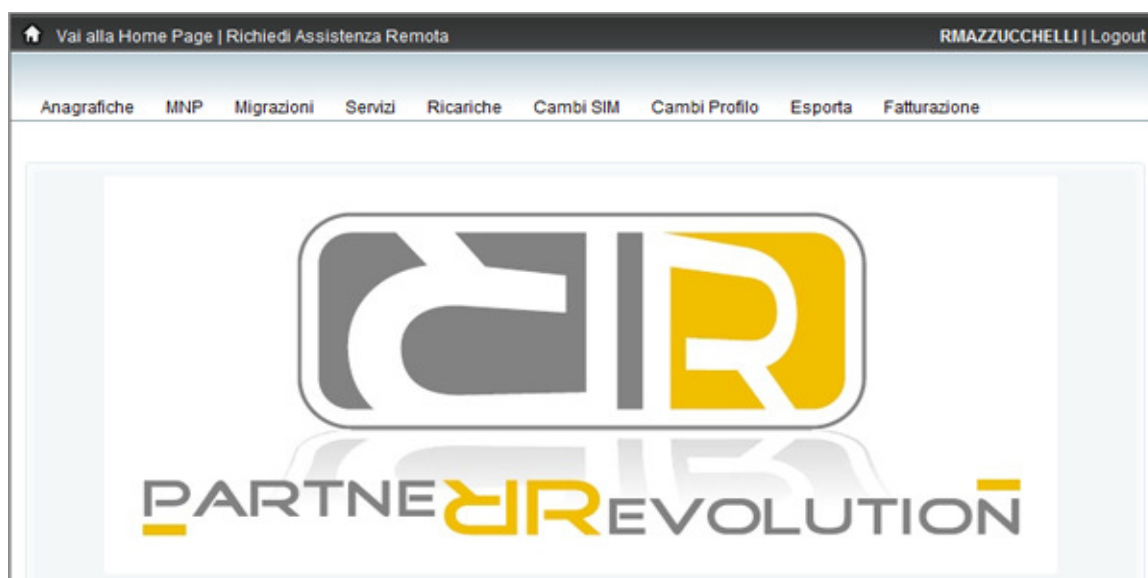 Vai alla Home Page | Richiedi Assistenza Remota RMAZZUCCHELLI | Logout
Anagrafiche MNP Migrazioni Servizi Ricariche Cambi SIM Cambi Profilo Esporta Fatturazione
RR
PARTNERREVOLUTION